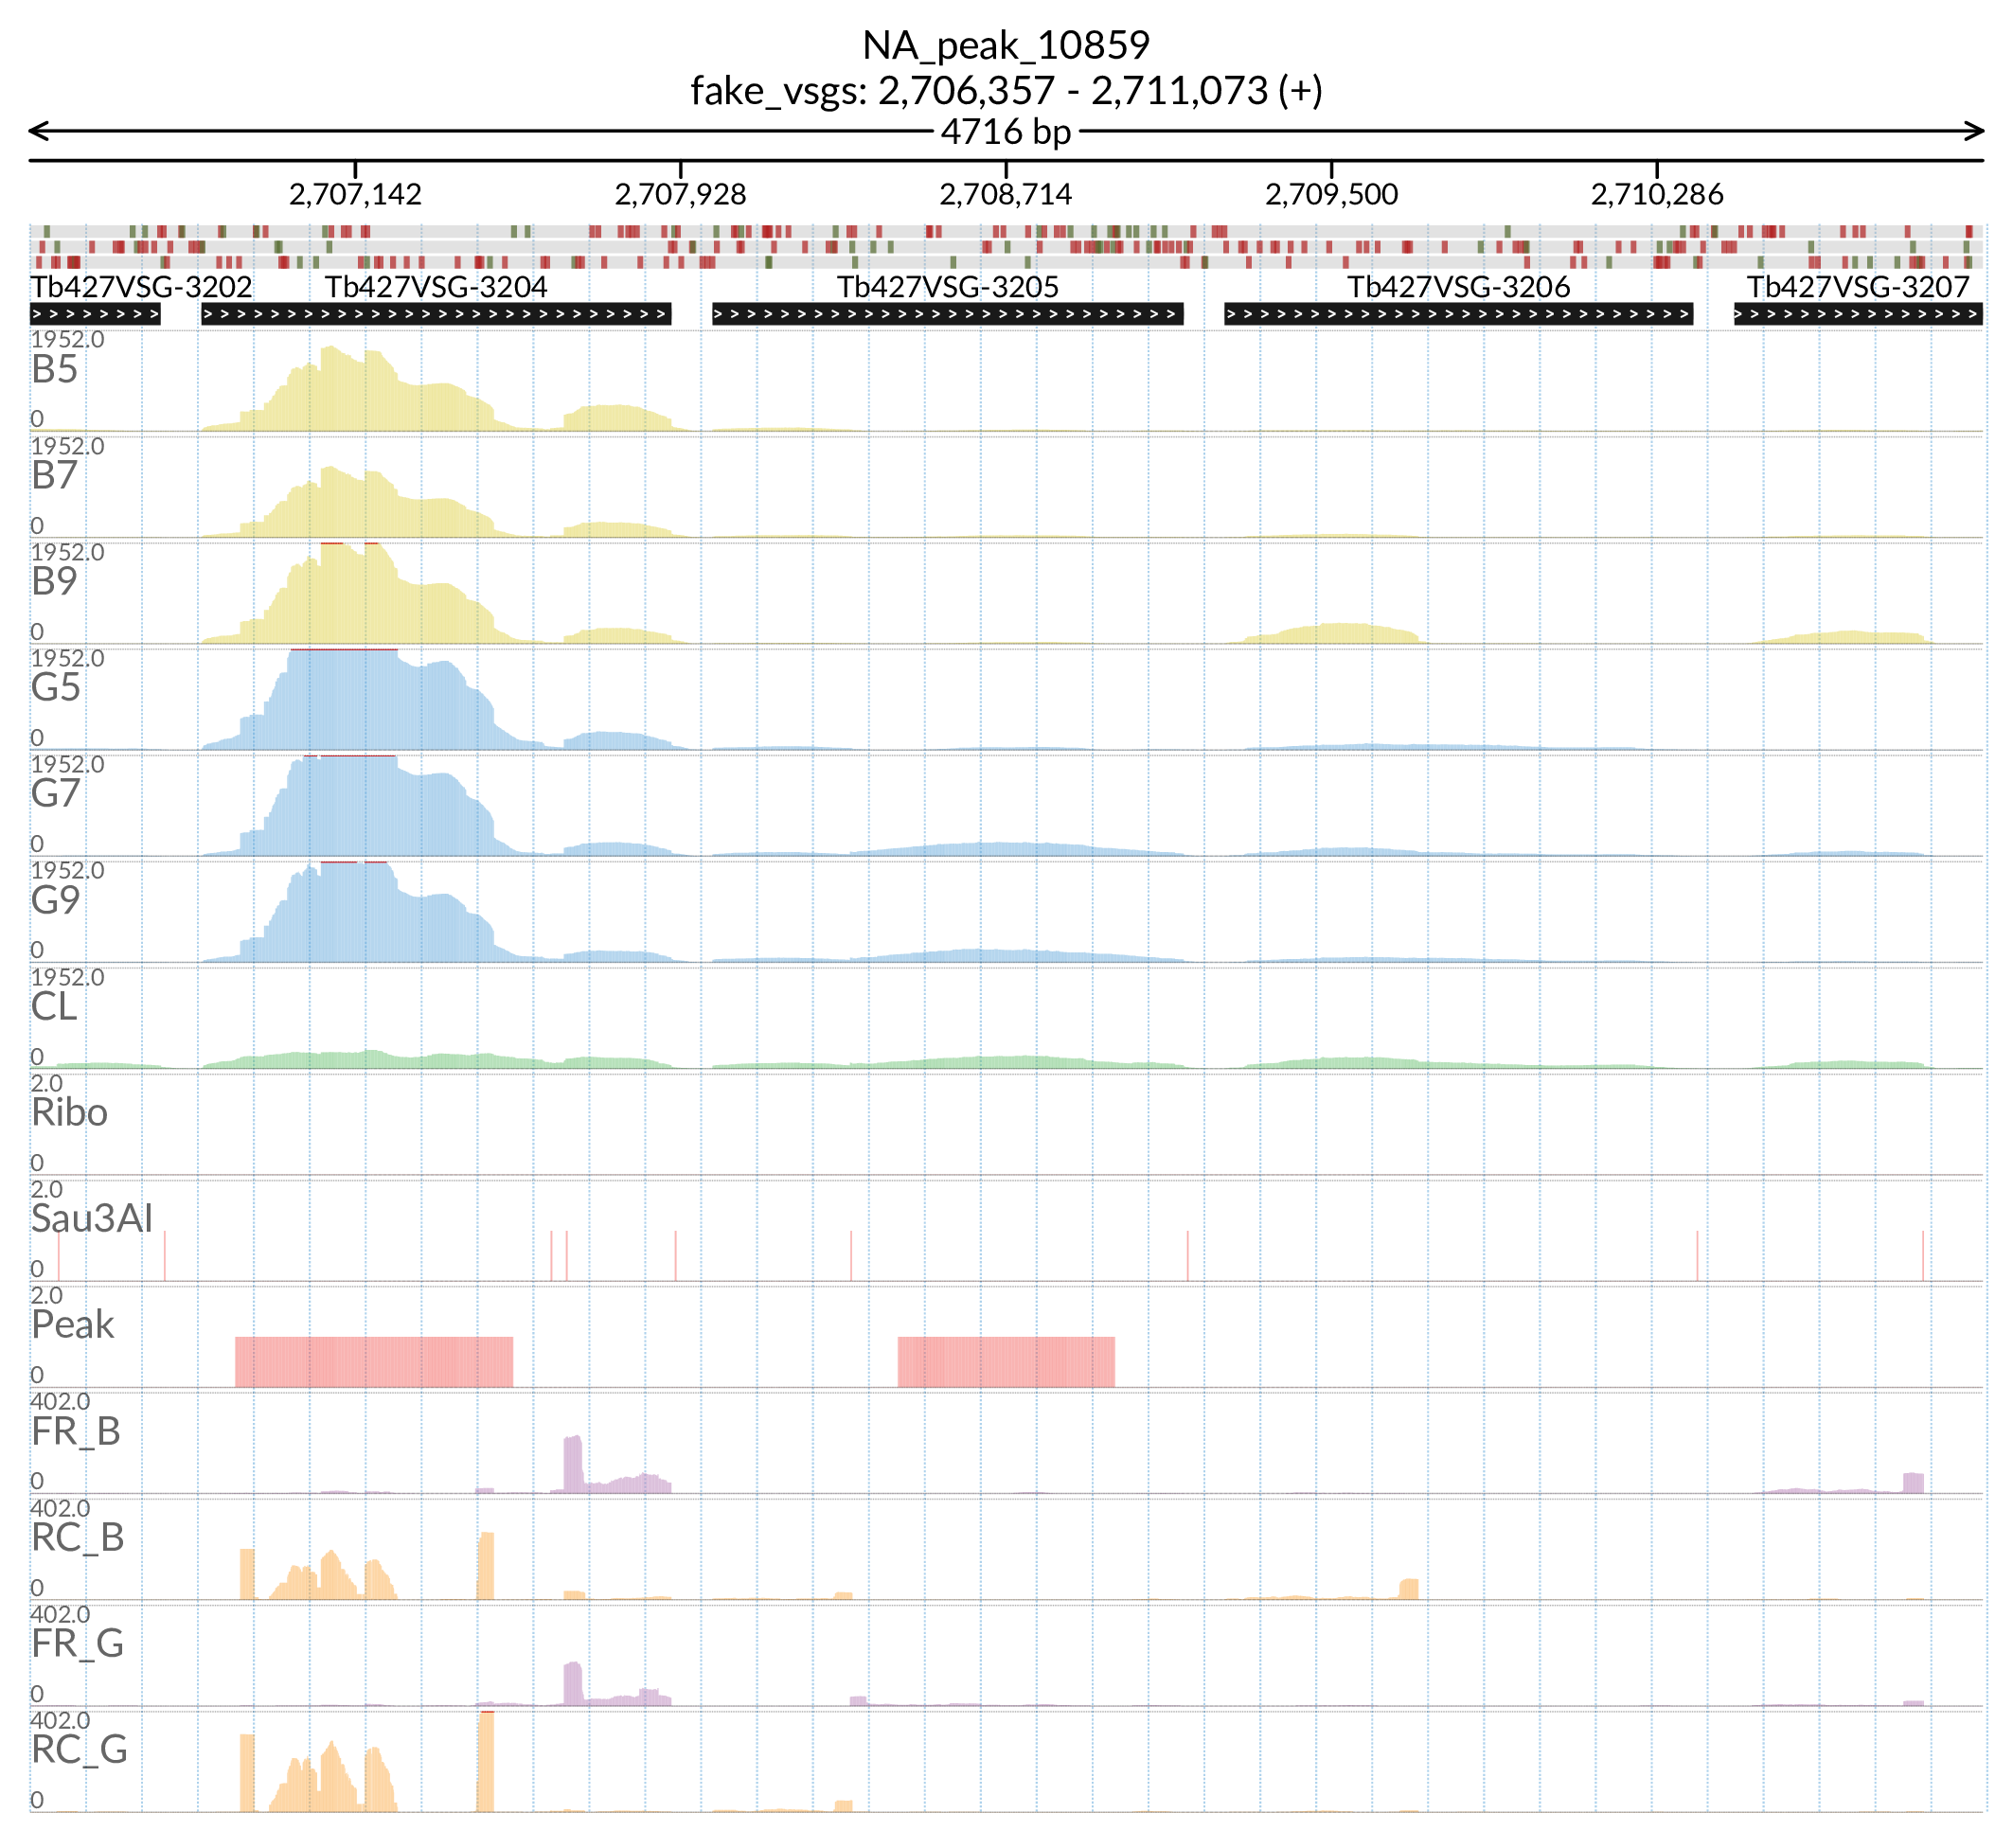 NA_peak_10859
fake_vsgs: 2,706,357 - 2,711,073 (+)
4716 bp
2,707,142 2,707,928 2,708,714 2,709,500 2,710,286
Tb427VSG-3202 Tb427VSG-3204 Tb427VSG-3205 Tb427VSG-3206 Tb427VSG-3207
1952.0
B5
0
1952.0
B7
0
1952.0
B9
0
1952.0
G5
0
1952.0
G7
0
1952.0
G9
0
1952.0
CL
0
2.0
Ribo
0
2.0
Sau3AI
0
2.0
Peak
0
402.0
FR_B
0
402.0
RC_B
0
402.0
FR_G
0
402.0
RC_G
0